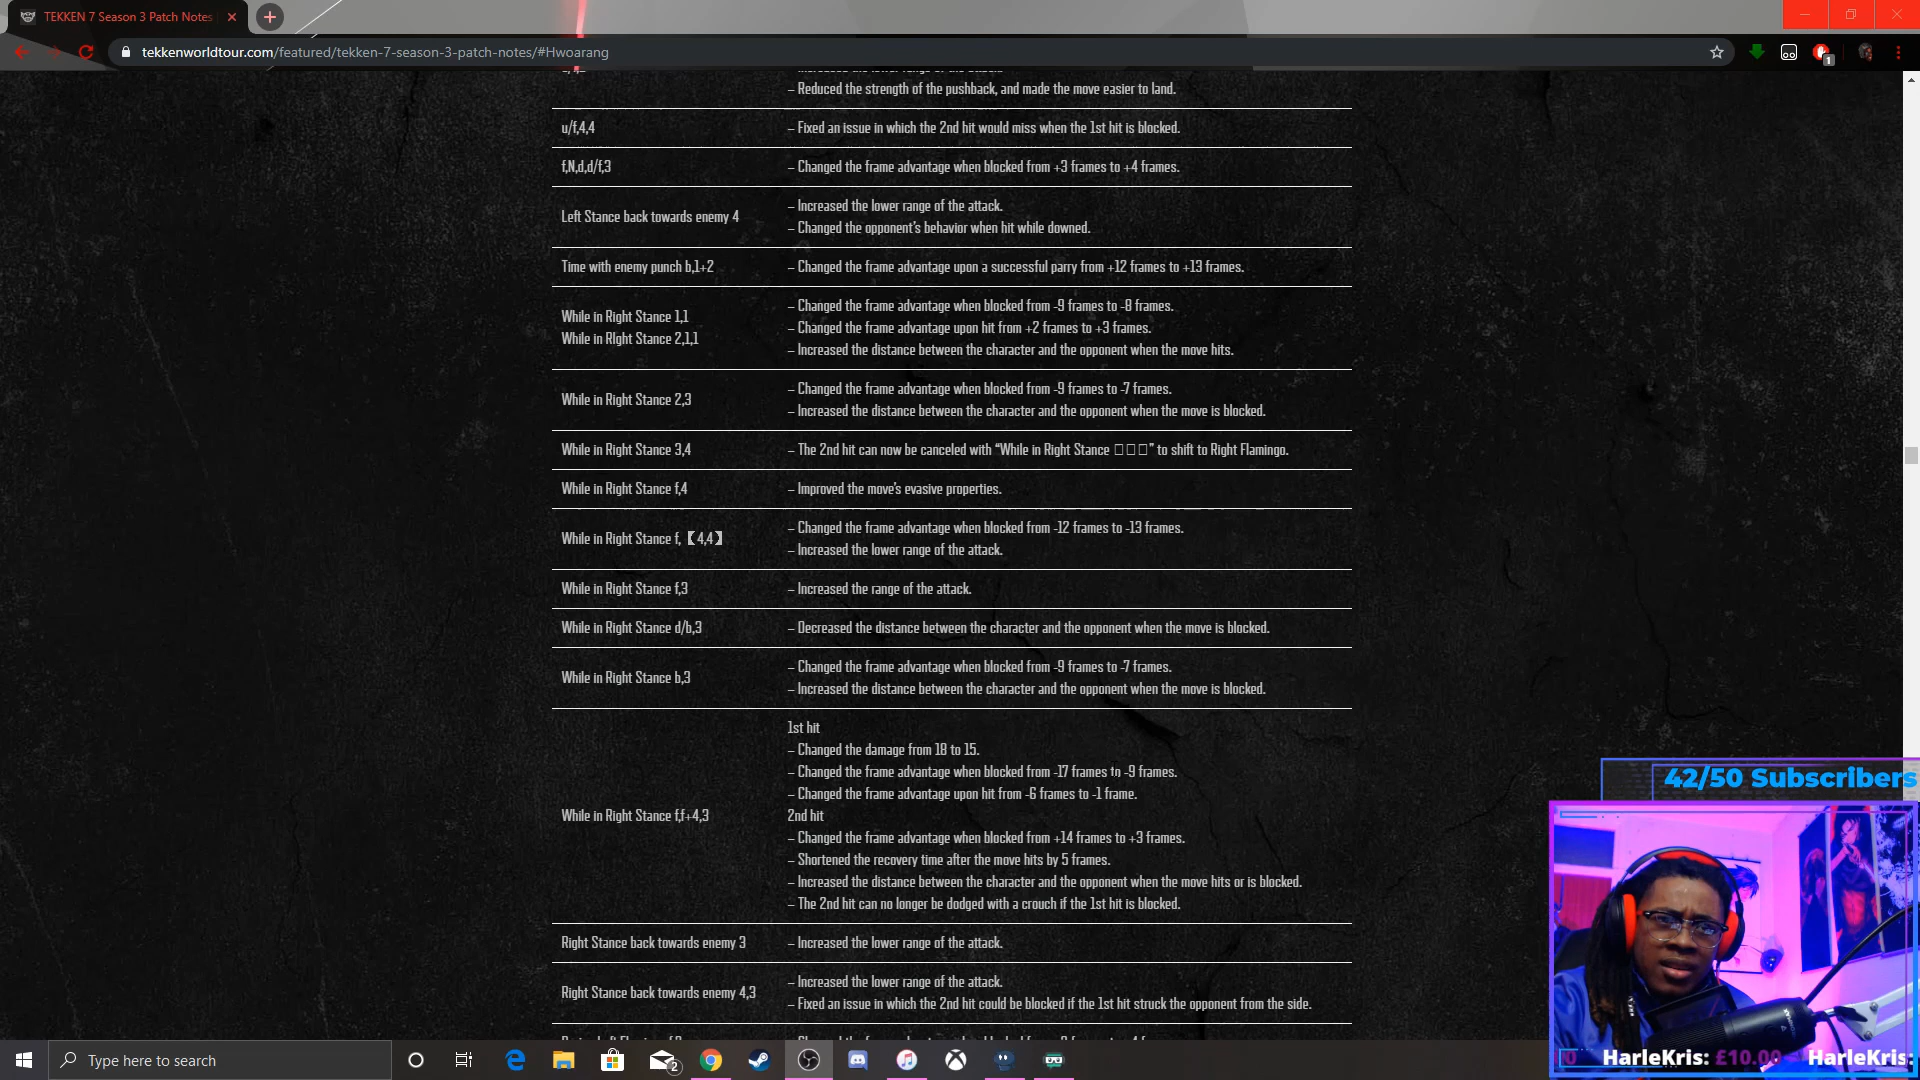 TEKKEN 7 Season 3 Patch Notes
tekkenworldtour.com/featured/tekken-7-season-3-patch-notes/#Hwoarang
1
– Reduced the strength of the pushback, and made the move easier to land.
u/f,4,4
– Fixed an issue in which the 2nd hit would miss when the 1st hit is blocked.
f,N,d,d/f,3
– Changed the frame advantage when blocked from +3 frames to +4 frames.
Left Stance back towards enemy 4
– Increased the lower range of the attack.
– Changed the opponent’s behavior when hit while downed.
Time with enemy punch b,1+2
– Changed the frame advantage upon a successful parry from +12 frames to +13 frames.
While in Right Stance 1,1
While in RIght Stance 2,1,1
– Changed the frame advantage when blocked from -9 frames to -8 frames.
– Changed the frame advantage upon hit from +2 frames to +3 frames.
– Increased the distance between the character and the opponent when the move hits.
While in Right Stance 2,3
– Changed the frame advantage when blocked from -9 frames to -7 frames.
– Increased the distance between the character and the opponent when the move is blocked.
While in Right Stance 3,4
– The 2nd hit can now be canceled with “While in Right Stance □□□” to shift to Right Flamingo.
While in Right Stance f,4
– Improved the move’s evasive properties.
While in Right Stance f,【4,4】
– Changed the frame advantage when blocked from -12 frames to -13 frames.
– Increased the lower range of the attack.
While in Right Stance f,3
– Increased the range of the attack.
While in Right Stance d/b,3
– Decreased the distance between the character and the opponent when the move is blocked.
While in Right Stance b,3
– Changed the frame advantage when blocked from -9 frames to -7 frames.
– Increased the distance between the character and the opponent when the move is blocked.
While in Right Stance f,f+4,3
1st hit
– Changed the damage from 18 to 15.
– Changed the frame advantage when blocked from -17 frames to -9 frames.
– Changed the frame advantage upon hit from -6 frames to -1 frame.
2nd hit
– Changed the frame advantage when blocked from +14 frames to +3 frames.
– Shortened the recovery time after the move hits by 5 frames.
– Increased the distance between the character and the opponent when the move hits or is blocked.
– The 2nd hit can no longer be dodged with a crouch if the 1st hit is blocked.
Right Stance back towards enemy 3
– Increased the lower range of the attack.
Right Stance back towards enemy 4,3
– Increased the lower range of the attack.
– Fixed an issue in which the 2nd hit could be blocked if the 1st hit struck the opponent from the side.
42/50 Subscribers
0 HarleKris: £10.00 HarleKris:
Type here to search
2